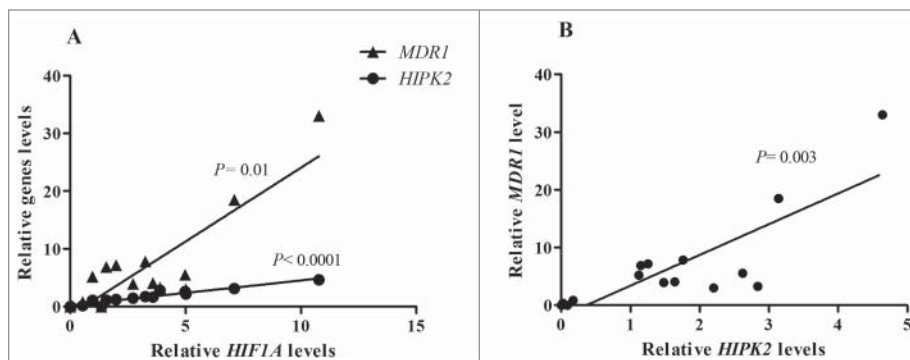 A
MDR1
HIPK2
Relative genes levels
40
30
20
10
0
P= 0.01
P< 0.0001
0
5
10
15
Relative HIF1A levels
B
Relative MDR1 level
40
30
20
10
0
P= 0.003
1
2
3
4
5
Relative HIPK2 levels